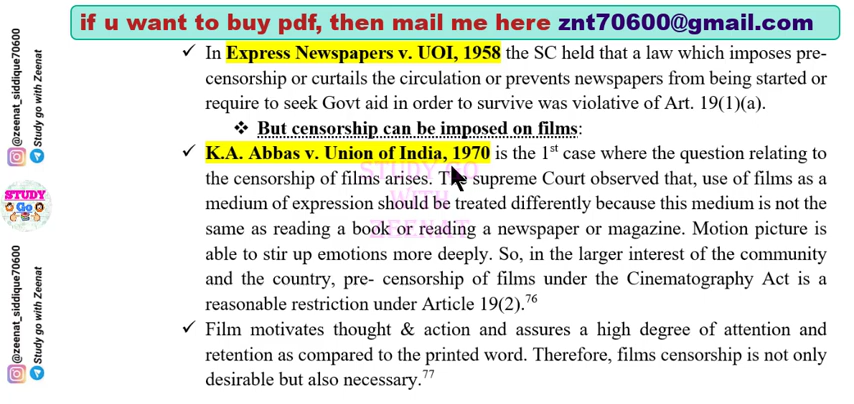 if u want to buy pdf, then mail me here znt70600@gmail.com
✓ In Express Newspapers v. UOI, 1958 the SC held that a law which imposes pre-
censorship or curtails the circulation or prevents newspapers from being started or
require to seek Govt aid in order to survive was violative of Art. 19(1)(a).
❖ But censorship can be imposed on films:
✓ K.A. Abbas v. Union of India, 1970 is the 1st case where the question relating to
the censorship of films arises. The supreme Court observed that, use of films as a
medium of expression should be treated differently because this medium is not the
same as reading a book or reading a newspaper or magazine. Motion picture is
able to stir up emotions more deeply. So, in the larger interest of the community
and the country, pre- censorship of films under the Cinematography Act is a
reasonable restriction under Article 19(2).76
✓ Film motivates thought & action and assures a high degree of attention and
retention as compared to the printed word. Therefore, films censorship is not only
desirable but also necessary.77
@zeenat_siddique70600
Study go with Zeenat
STUDY
Go
@zeenat_siddique70600
Study go with Zeenat
STUDY GO
WITH
ZEENAT